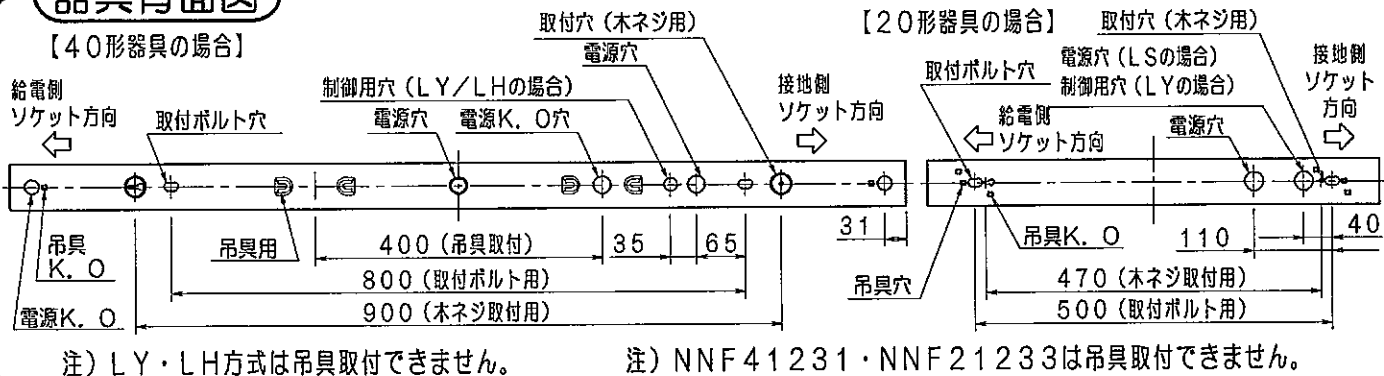 器具背面図
【40形器具の場合】
取付穴（木ネジ用）
電源穴
制御用穴（LY/LHの場合）
給電側
ソケット方向
取付ボルト穴
電源穴
電源K.O穴
接地側
ソケット方向
吊具
K.O
吊具用
電源K.O
400（吊具取付）
35
65
31
800（取付ボルト用）
900（木ネジ取付用）
注）LY・LH方式は吊具取付できません。
【20形器具の場合】
取付穴（木ネジ用）
取付ボルト穴
電源穴（LSの場合）
制御用穴（LYの場合）
接地側
ソケット
方向
給電側
ソケット方向
電源穴
吊具K.O
吊具穴
110
40
470（木ネジ取付用）
500（取付ボルト用）
注）NNF41231・NNF21233は吊具取付できません。